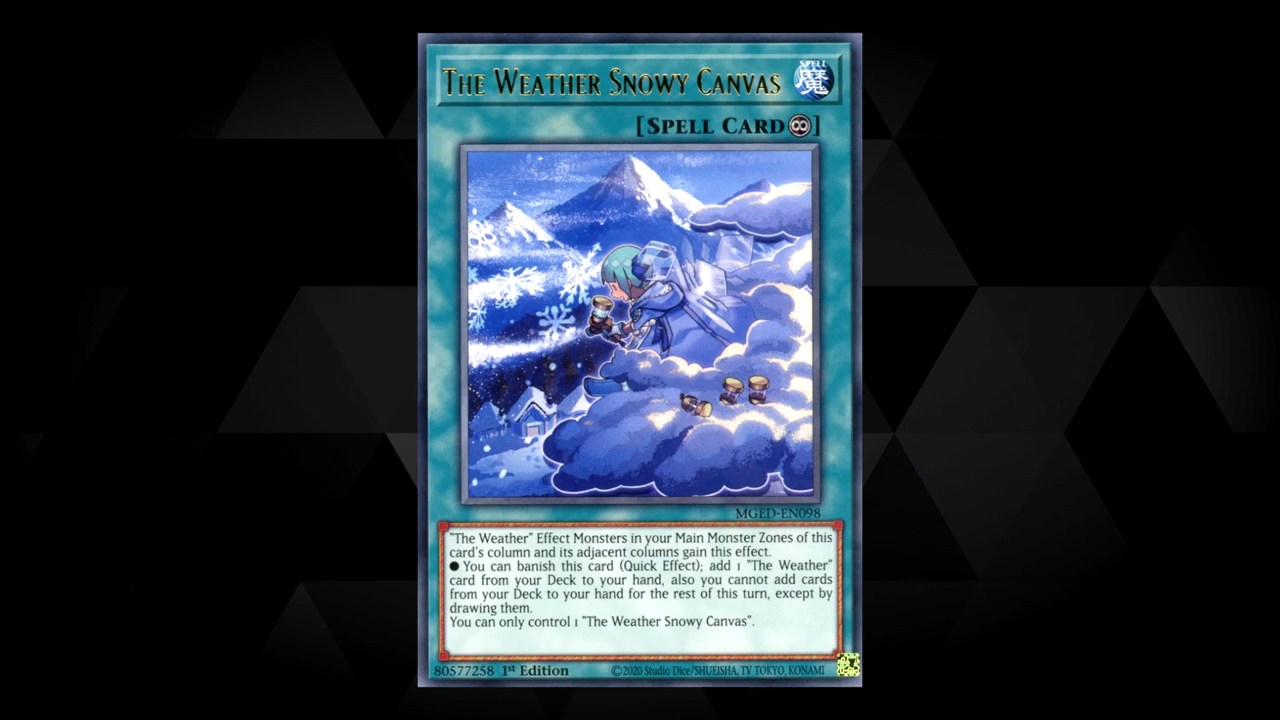 THE WEATHER SNOWY CANVAS
SPELL
魔
[SPELL CARD]
MGED-EN098
"The Weather" Effect Monsters in your Main Monster Zones of this
card's column and its adjacent columns gain this effect.
● You can banish this card (Quick Effect); add 1 "The Weather"
card from your Deck to your hand, also you cannot add cards
from your Deck to your hand for the rest of this turn, except by
drawing them.
You can only control 1 "The Weather Snowy Canvas".
80577258 1st Edition ©2020 Studio Dice/SHUEISHA, TV TOKYO, KONAMI